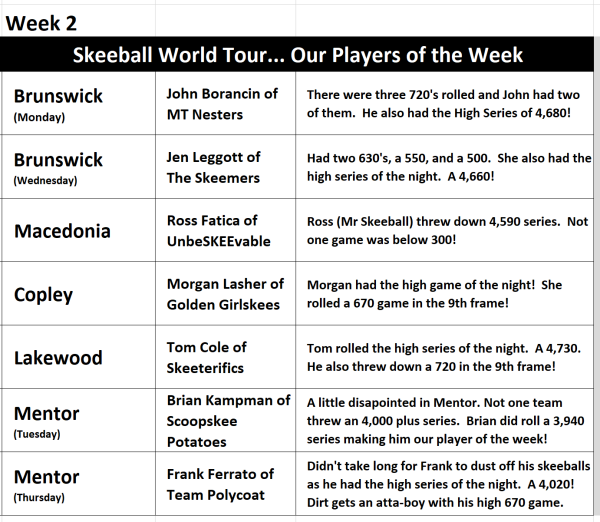 Week 2
Skeeball World Tour... Our Players of the Week
Brunswick
(Monday)
John Borancin of
MT Nesters
There were three 720's rolled and John had two
of them. He also had the High Series of 4,680!
Brunswick
(Wednesday)
Jen Leggott of
The Skeemers
Had two 630's, a 550, and a 500. She also had the
high series of the night. A 4,660!
Macedonia
Ross Fatica of
UnbeSKEEvable
Ross (Mr Skeeball) threw down 4,590 series. Not
one game was below 300!
Copley
Morgan Lasher of
Golden Girlskees
Morgan had the high game of the night! She
rolled a 670 game in the 9th frame!
Lakewood
Tom Cole of
Skeeterifics
Tom rolled the high series of the night. A 4,730.
He also threw down a 720 in the 9th frame!
Mentor
(Tuesday)
Brian Kampman of
Scoopskee
Potatoes
A little disapointed in Mentor. Not one team
threw an 4,000 plus series. Brian did roll a 3,940
series making him our player of the week!
Mentor
(Thursday)
Frank Ferrato of
Team Polycoat
Didn't take long for Frank to dust off his skeeballs
as he had the high series of the night. A 4,020!
Dirt gets an atta-boy with his high 670 game.